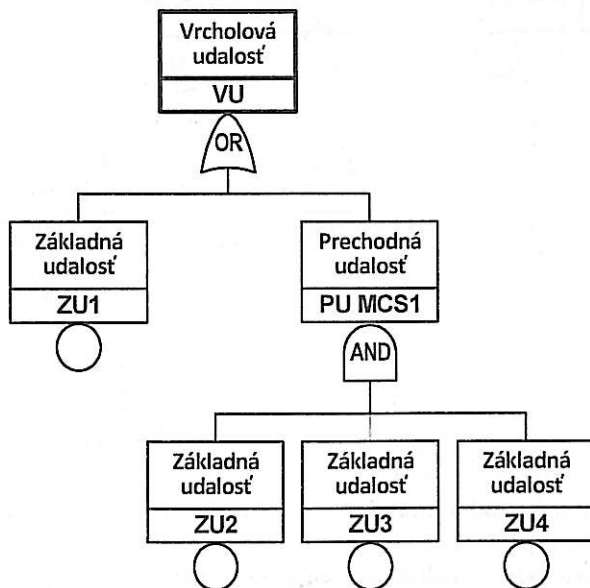 Vrcholová
udalosť
VU
OR
Základná
udalosť
ZU1
Prechodná
udalosť
PU MCS1
AND
Základná
udalosť
ZU2
Základná
udalosť
ZU3
Základná
udalosť
ZU4